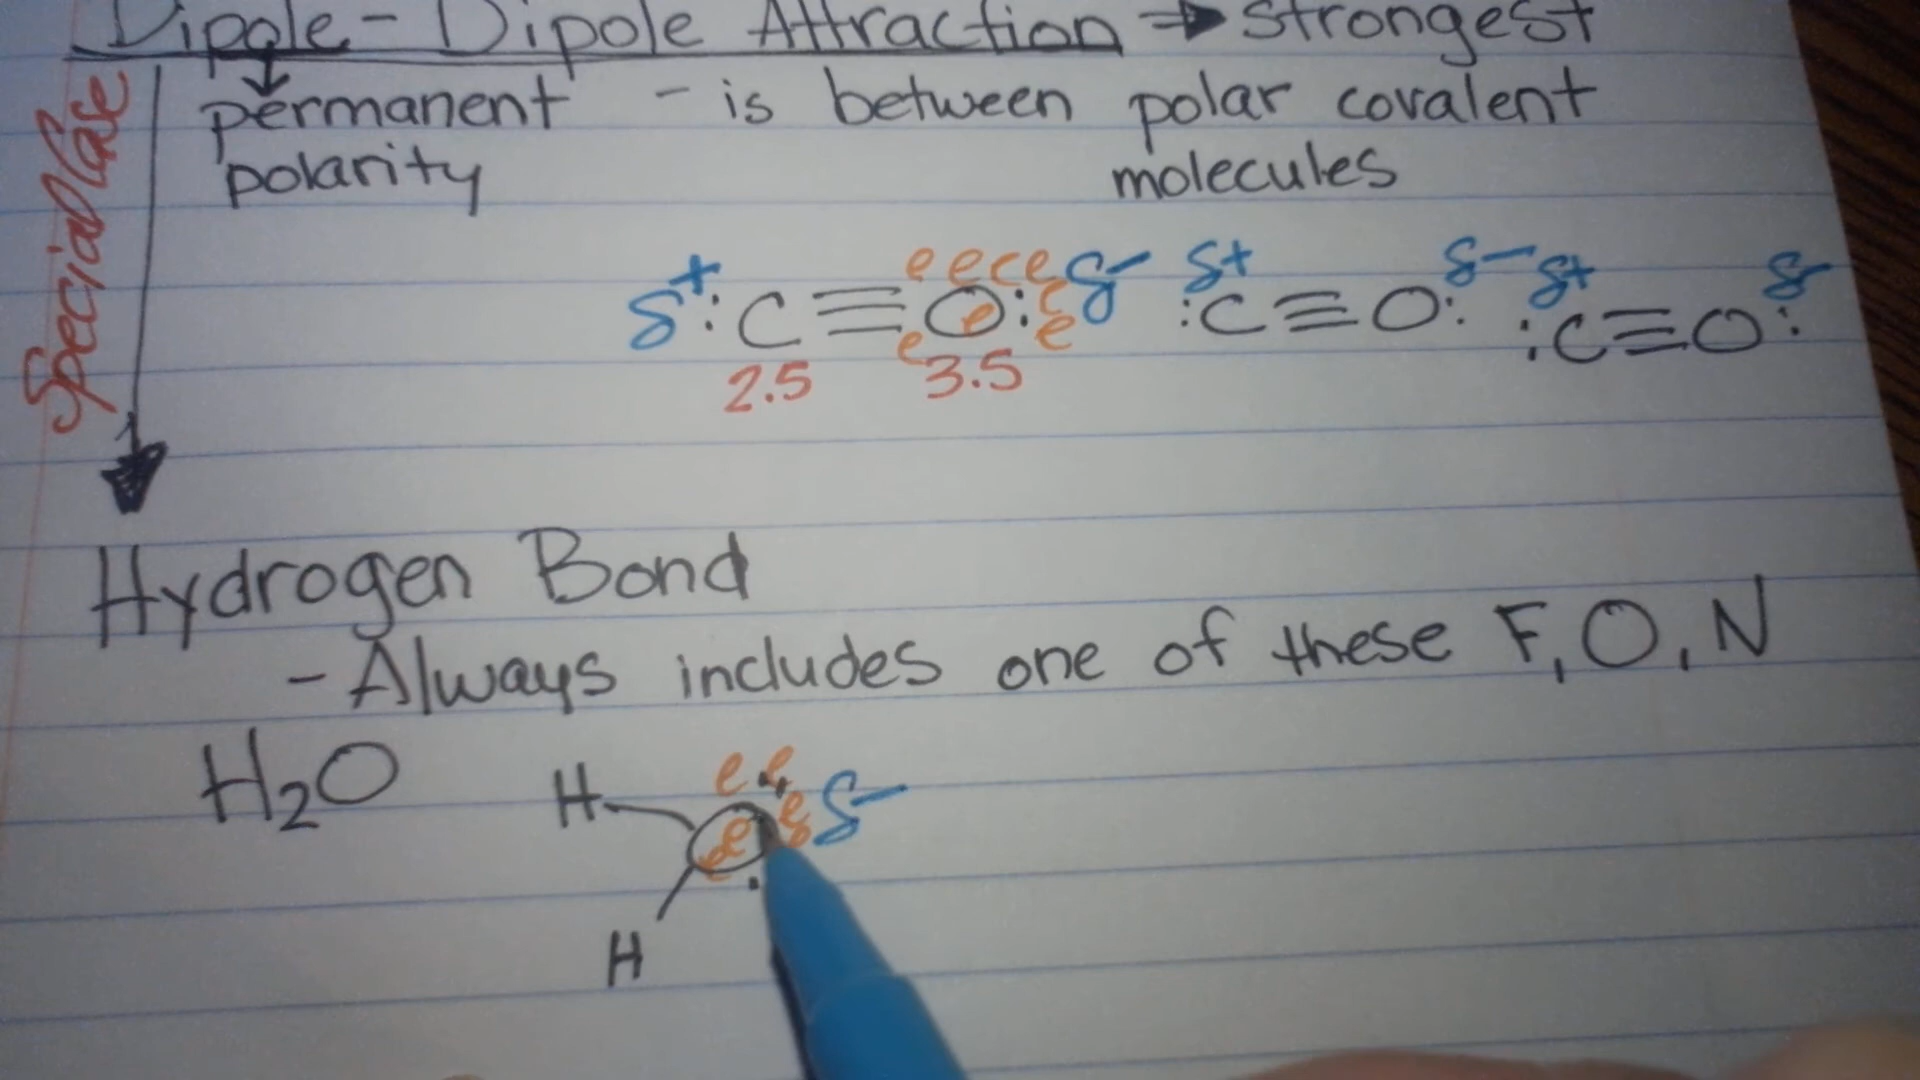 Dipole - Dipole Attraction → strongest
Special Case
permanent - is between polar covalent
polarity molecules
e e e e
δ+ :C≡O: δ- δ+ :C≡O: δ- δ+ :C≡O: δ-
e e e e
2.5 3.5
Hydrogen Bond
- Always includes one of these F, O, N
e e
H2O H O e e δ-
e e
H